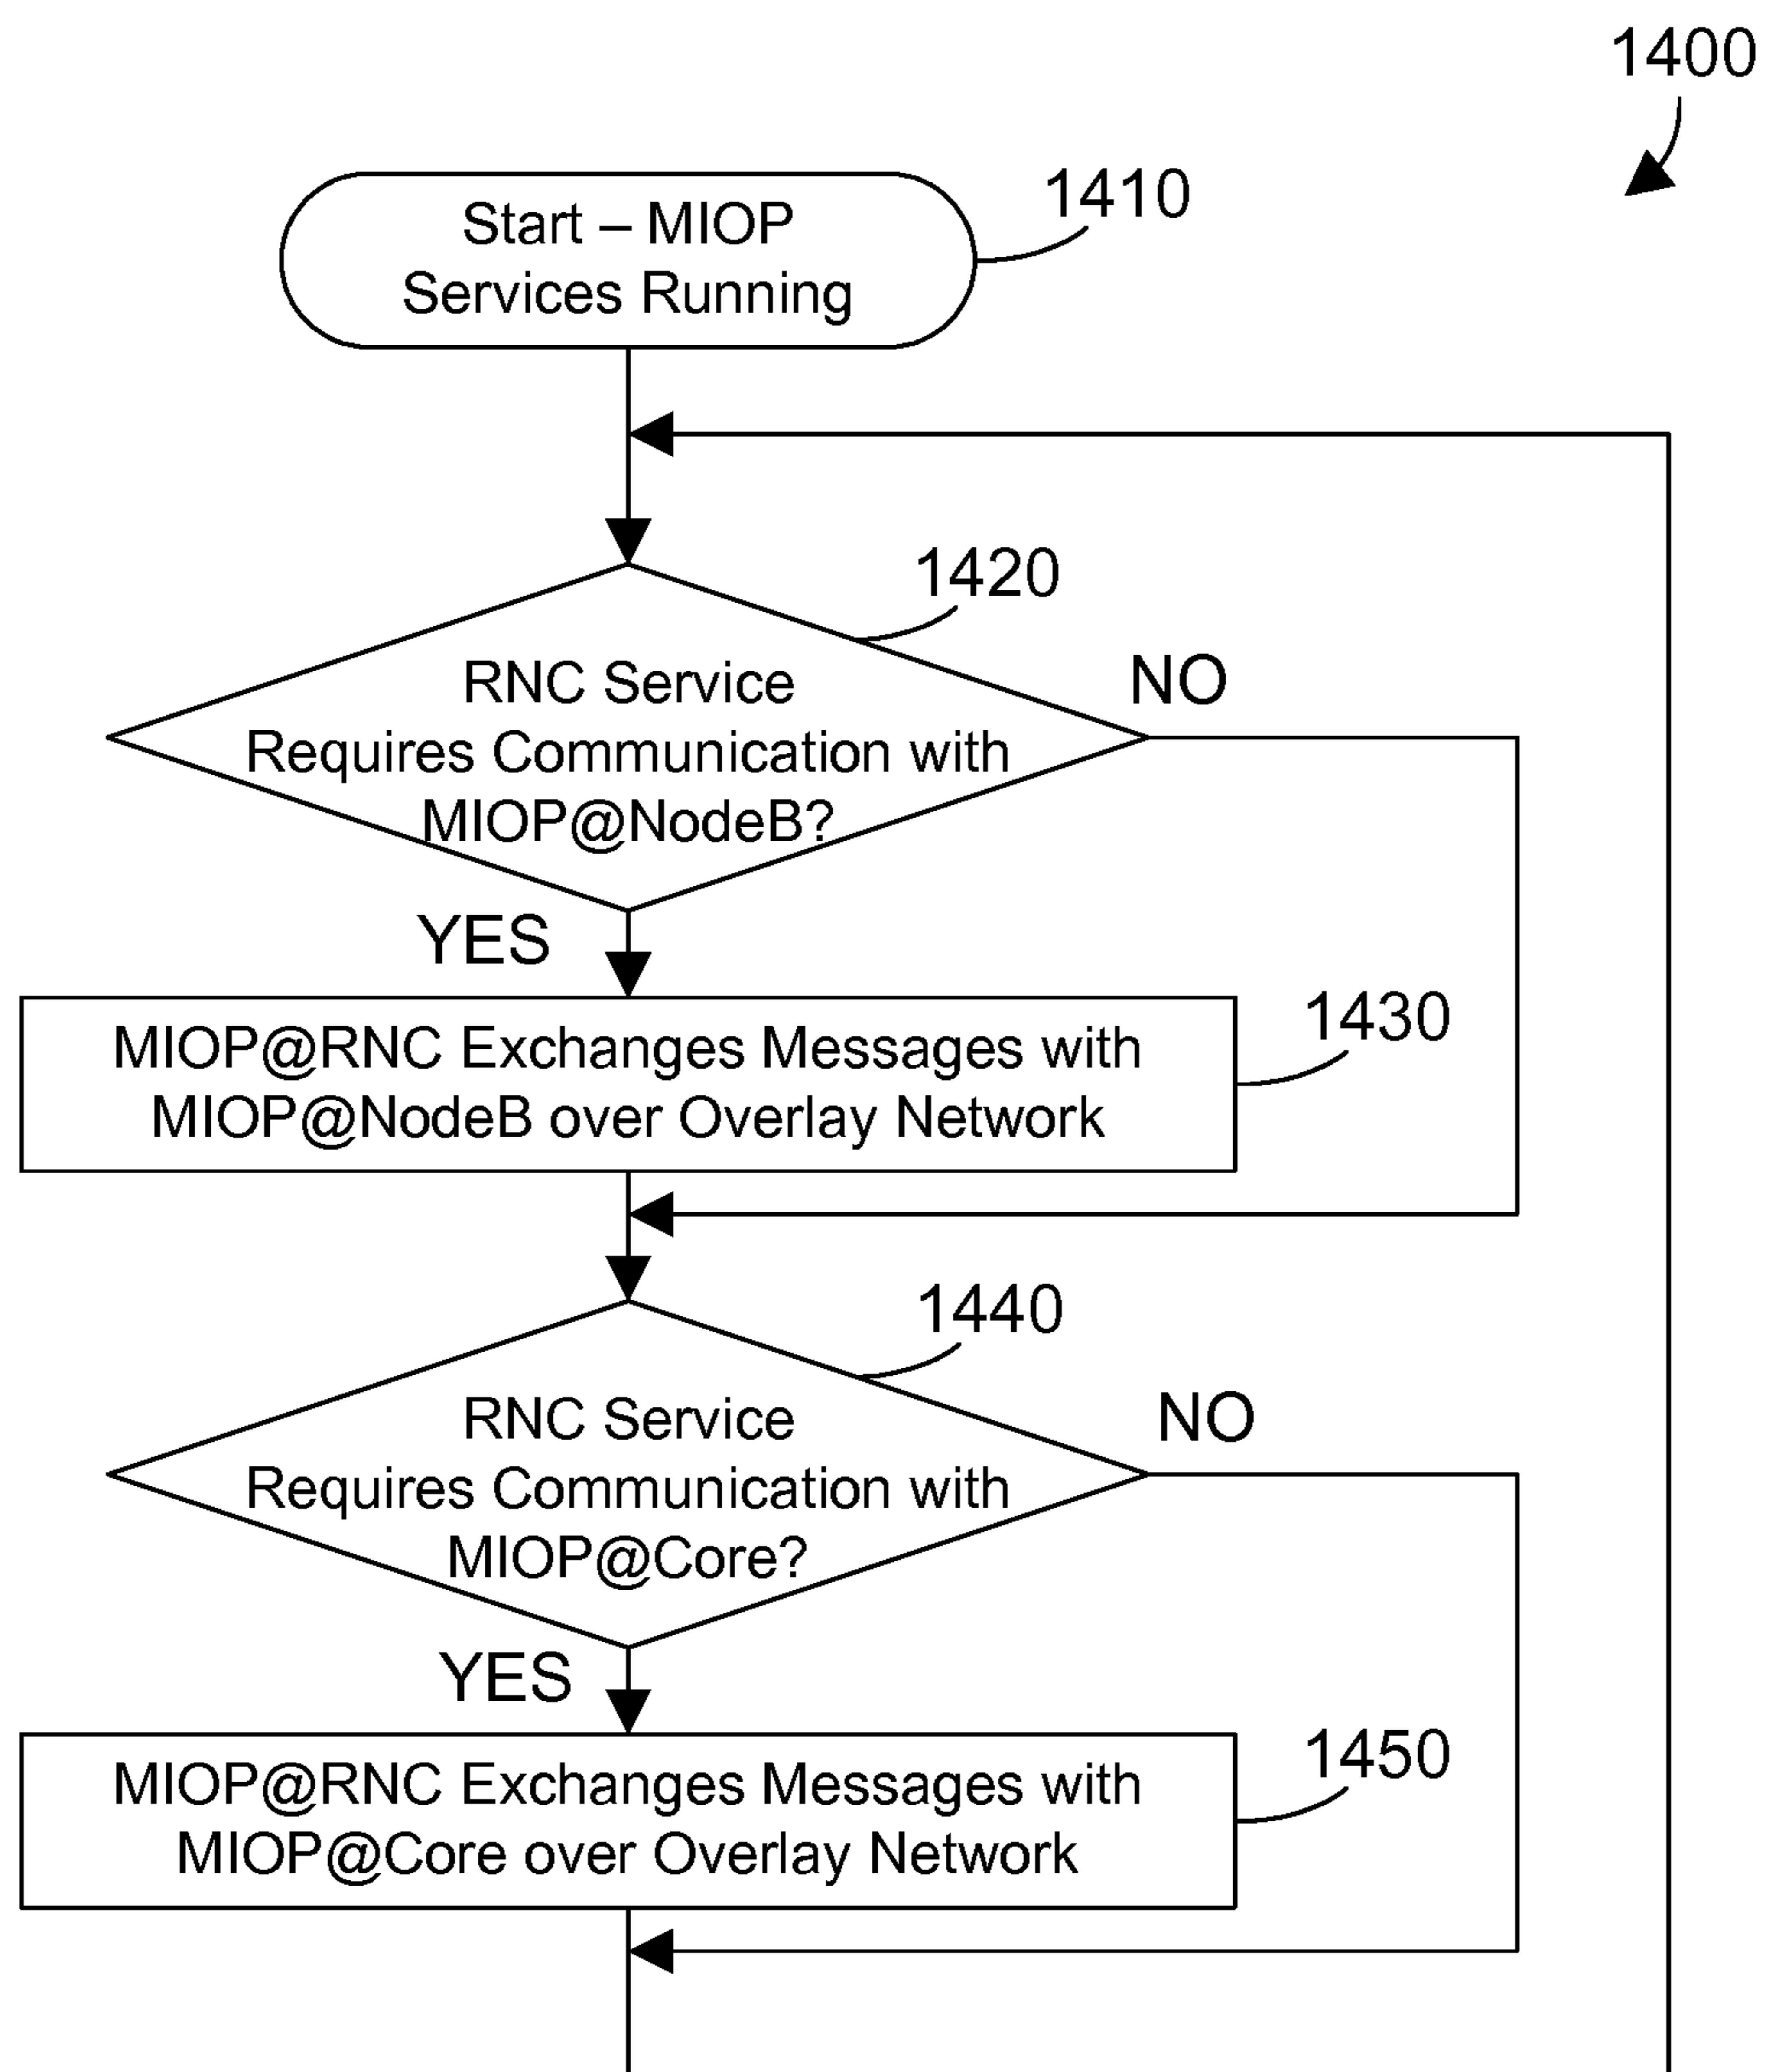 1400
1410
Start – MIOP
Services Running
1420
RNC Service
Requires Communication with
MIOP@NodeB?
NO
YES
1430
MIOP@RNC Exchanges Messages with
MIOP@NodeB over Overlay Network
1440
RNC Service
Requires Communication with
MIOP@Core?
NO
YES
1450
MIOP@RNC Exchanges Messages with
MIOP@Core over Overlay Network